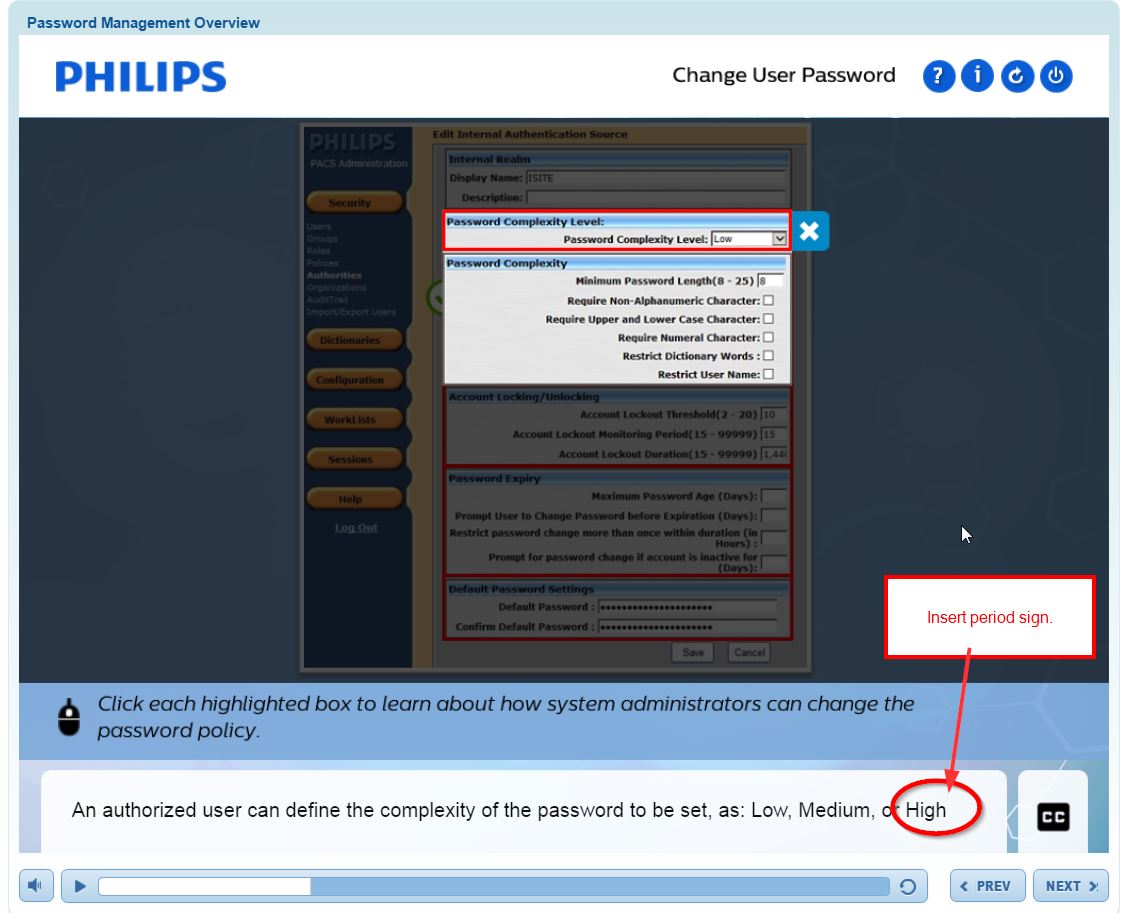 Password Management Overview
PHILIPS
Change User Password
? i
PHILIPS
PACS Administration
Security
Users
Groups
Roles
Policies
Authorities
Organizations
AuditTrail
Import/Export Users
Dictionaries
Configuration
WorkLists
Sessions
Help
Log Out
Edit Internal Authentication Source
Internal Realm
Display Name: ISITE
Description:
Password Complexity Level:
Password Complexity Level: Low
Password Complexity
Minimum Password Length(8 - 25) 8
Require Non-Alphanumeric Character:
Require Upper and Lower Case Character:
Require Numeral Character:
Restrict Dictionary Words :
Restrict User Name:
Account Locking/Unlocking
Account Lockout Threshold(2 - 20) 10
Account Lockout Monitoring Period(15 - 99999) 15
Account Lockout Duration(15 - 99999) 1,440
Password Expiry
Maximum Password Age (Days):
Prompt User to Change Password before Expiration (Days):
Restrict password change more than once within duration (in
Hours) :
Prompt for password change if account is inactive for
(Days):
Default Password Settings
Default Password : ••••••••••••••••••••••
Confirm Default Password : ••••••••••••••••••••••
Save Cancel
Insert period sign.
Click each highlighted box to learn about how system administrators can change the
password policy.
An authorized user can define the complexity of the password to be set, as: Low, Medium, or High
CC
PREV
NEXT